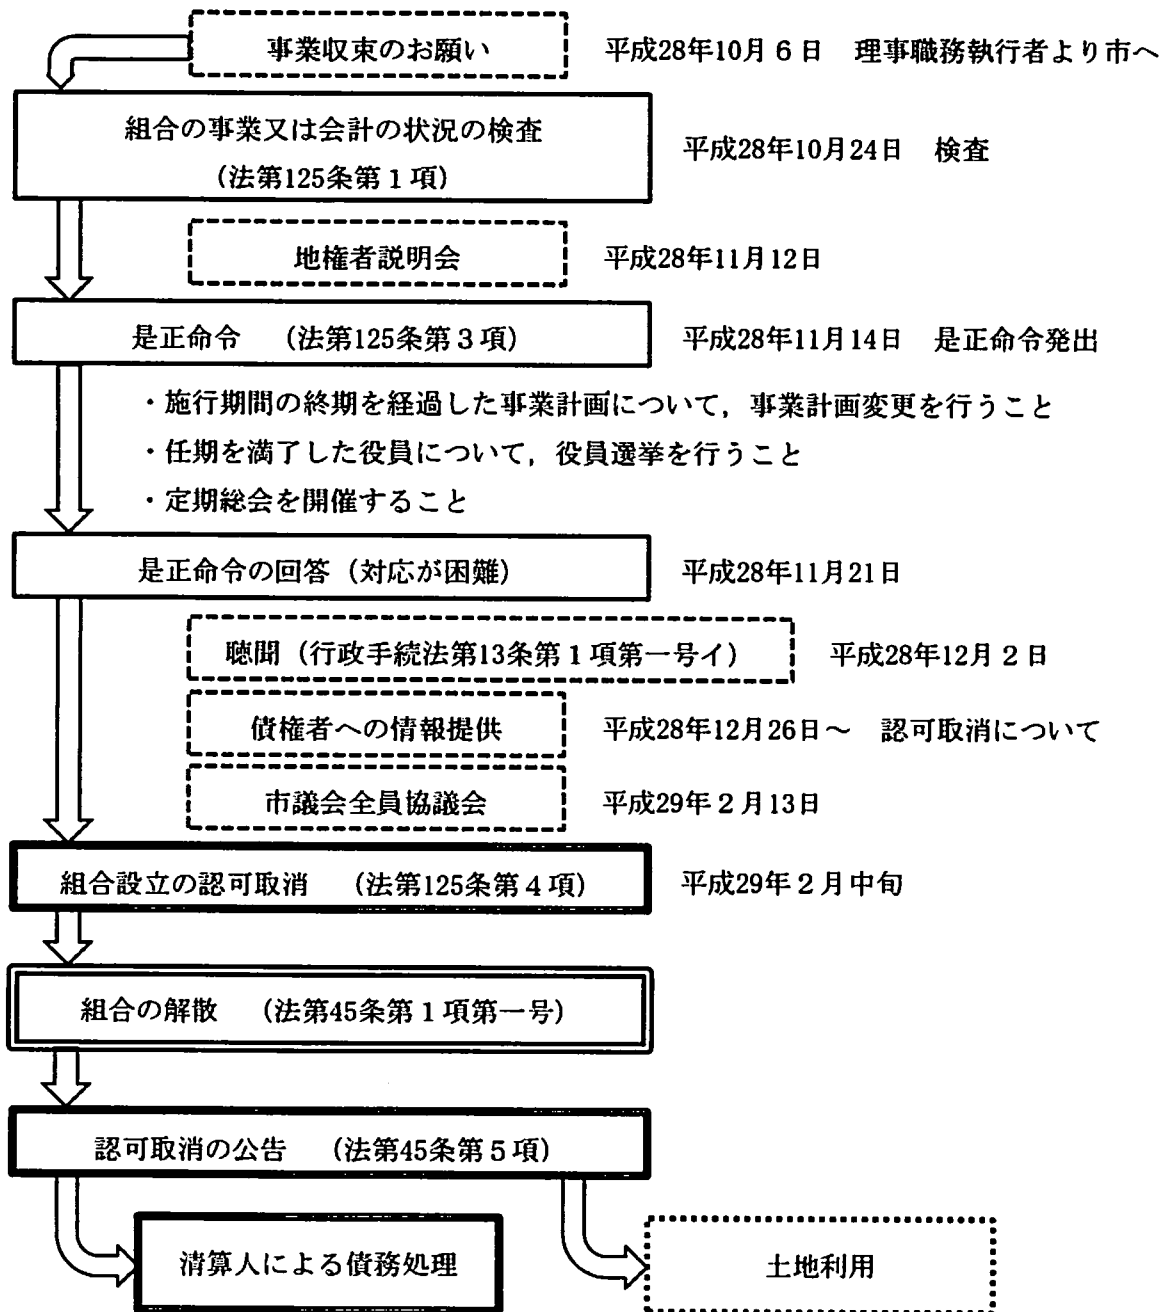 事業収束のお願い　平成28年10月６日　理事職務執行者より市へ
組合の事業又は会計の状況の検査
（法第125条第１項）
平成28年10月24日　検査
地権者説明会　平成28年11月12日
是正命令　（法第125条第３項）　平成28年11月14日　是正命令発出
・施行期間の終期を経過した事業計画について，事業計画変更を行うこと
・任期を満了した役員について，役員選挙を行うこと
・定期総会を開催すること
是正命令の回答（対応が困難）　平成28年11月21日
聴聞（行政手続法第13条第１項第一号イ）　平成28年12月２日
債権者への情報提供　平成28年12月26日～　認可取消について
市議会全員協議会　平成29年２月13日
組合設立の認可取消　（法第125条第４項）　平成29年２月中旬
組合の解散　（法第45条第１項第一号）
認可取消の公告　（法第45条第５項）
清算人による債務処理　土地利用